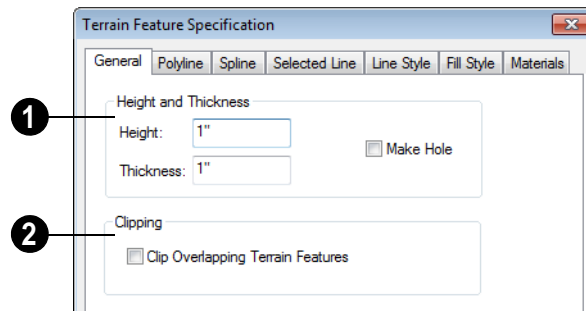 Terrain Feature Specification
General Polyline Spline Selected Line Line Style Fill Style Materials
Height and Thickness
1
Height: 1"
Make Hole
Thickness: 1"
Clipping
2
Clip Overlapping Terrain Features